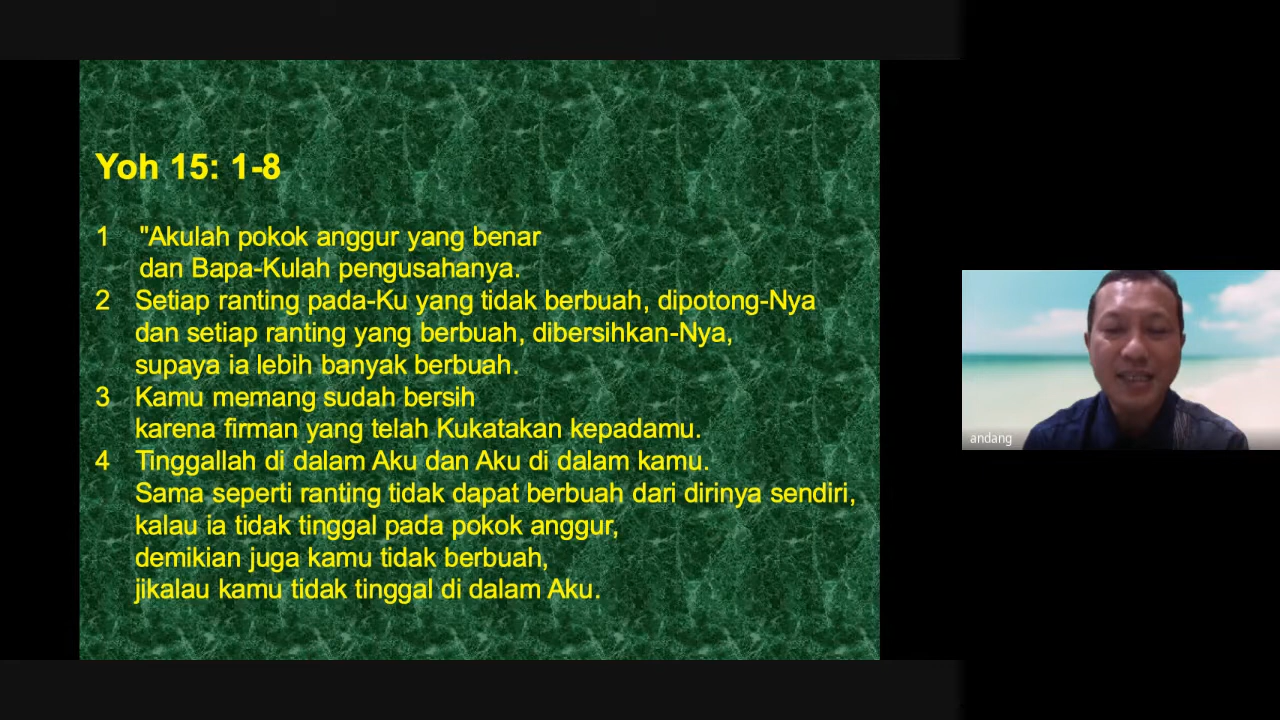 Yoh 15: 1-8
1 "Akulah pokok anggur yang benar
dan Bapa-Kulah pengusahanya.
2 Setiap ranting pada-Ku yang tidak berbuah, dipotong-Nya
dan setiap ranting yang berbuah, dibersihkan-Nya,
supaya ia lebih banyak berbuah.
3 Kamu memang sudah bersih
karena firman yang telah Kukatakan kepadamu.
4 Tinggallah di dalam Aku dan Aku di dalam kamu.
Sama seperti ranting tidak dapat berbuah dari dirinya sendiri,
kalau ia tidak tinggal pada pokok anggur,
demikian juga kamu tidak berbuah,
jikalau kamu tidak tinggal di dalam Aku.
andang